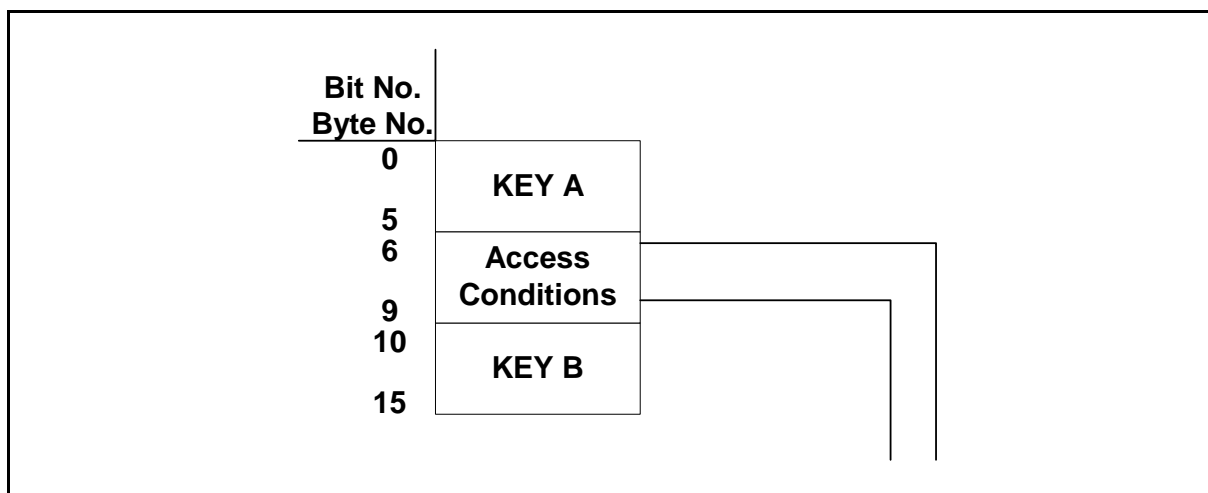 Bit No.
Byte No.
0
KEY A
5
6
Access
Conditions
9
10
KEY B
15